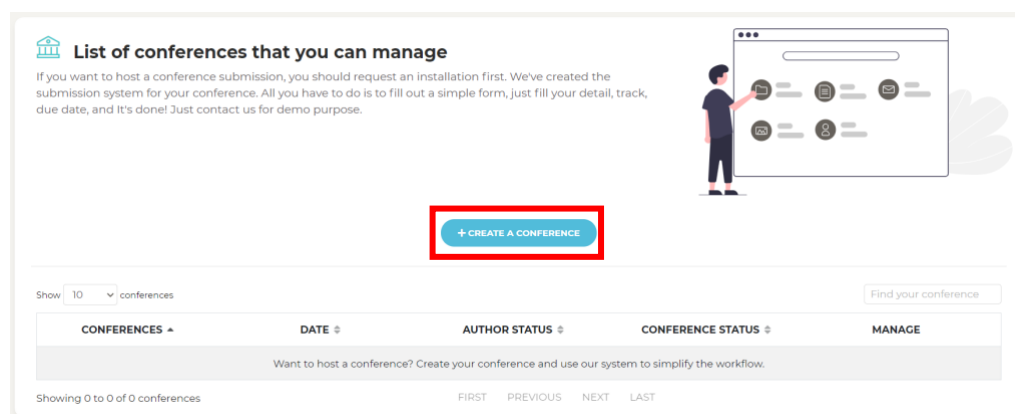 List of conferences that you can manage
If you want to host a conference submission, you should request an installation first. We've created the
submission system for your conference. All you have to do is to fill out a simple form, just fill your detail, track,
due date, and It's done! Just contact us for demo purpose.
+ CREATE A CONFERENCE
Show 10 conferences
Find your conference
CONFERENCES DATE AUTHOR STATUS CONFERENCE STATUS MANAGE
Want to host a conference? Create your conference and use our system to simplify the workflow.
Showing 0 to 0 of 0 conferences
FIRST PREVIOUS NEXT LAST